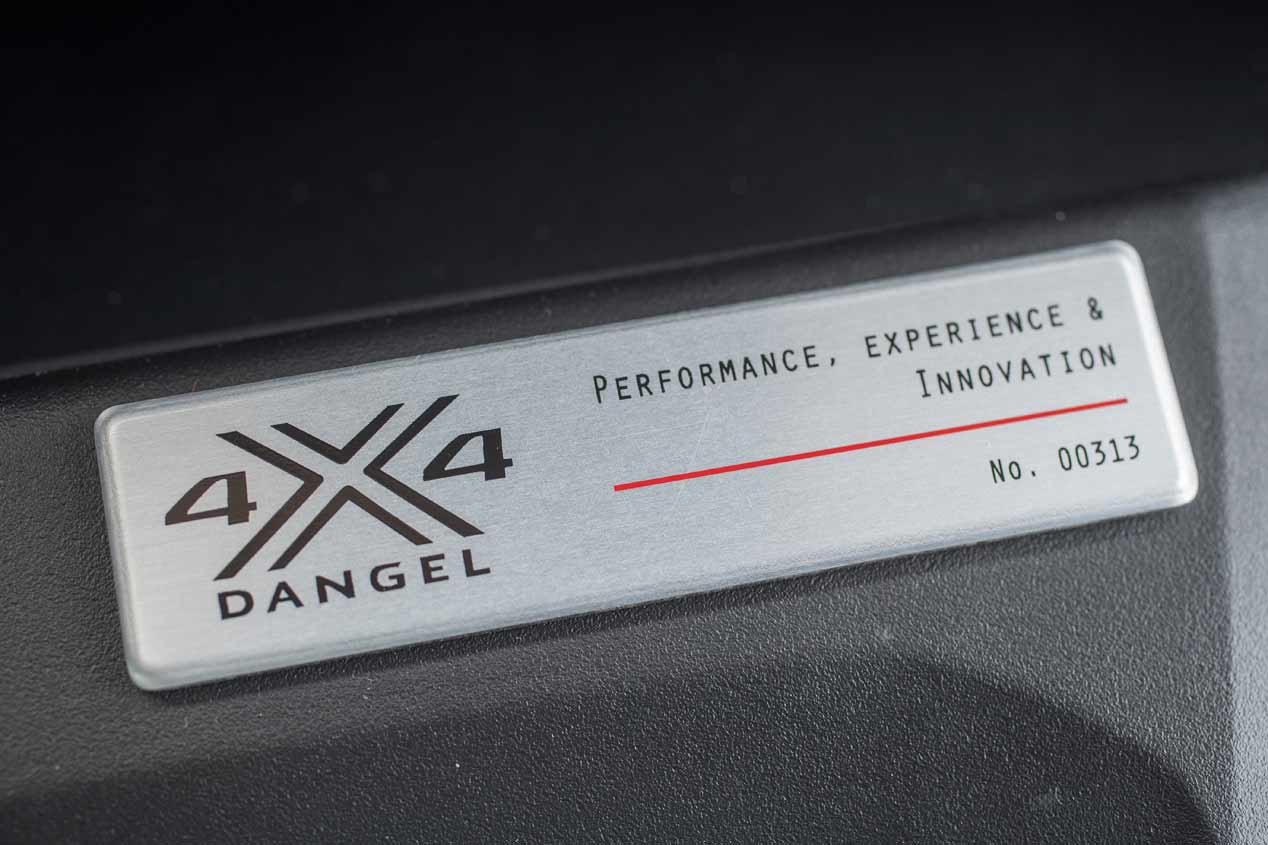 4X4
DANGEL
PERFORMANCE, EXPERIENCE &
INNOVATION
No. 00313